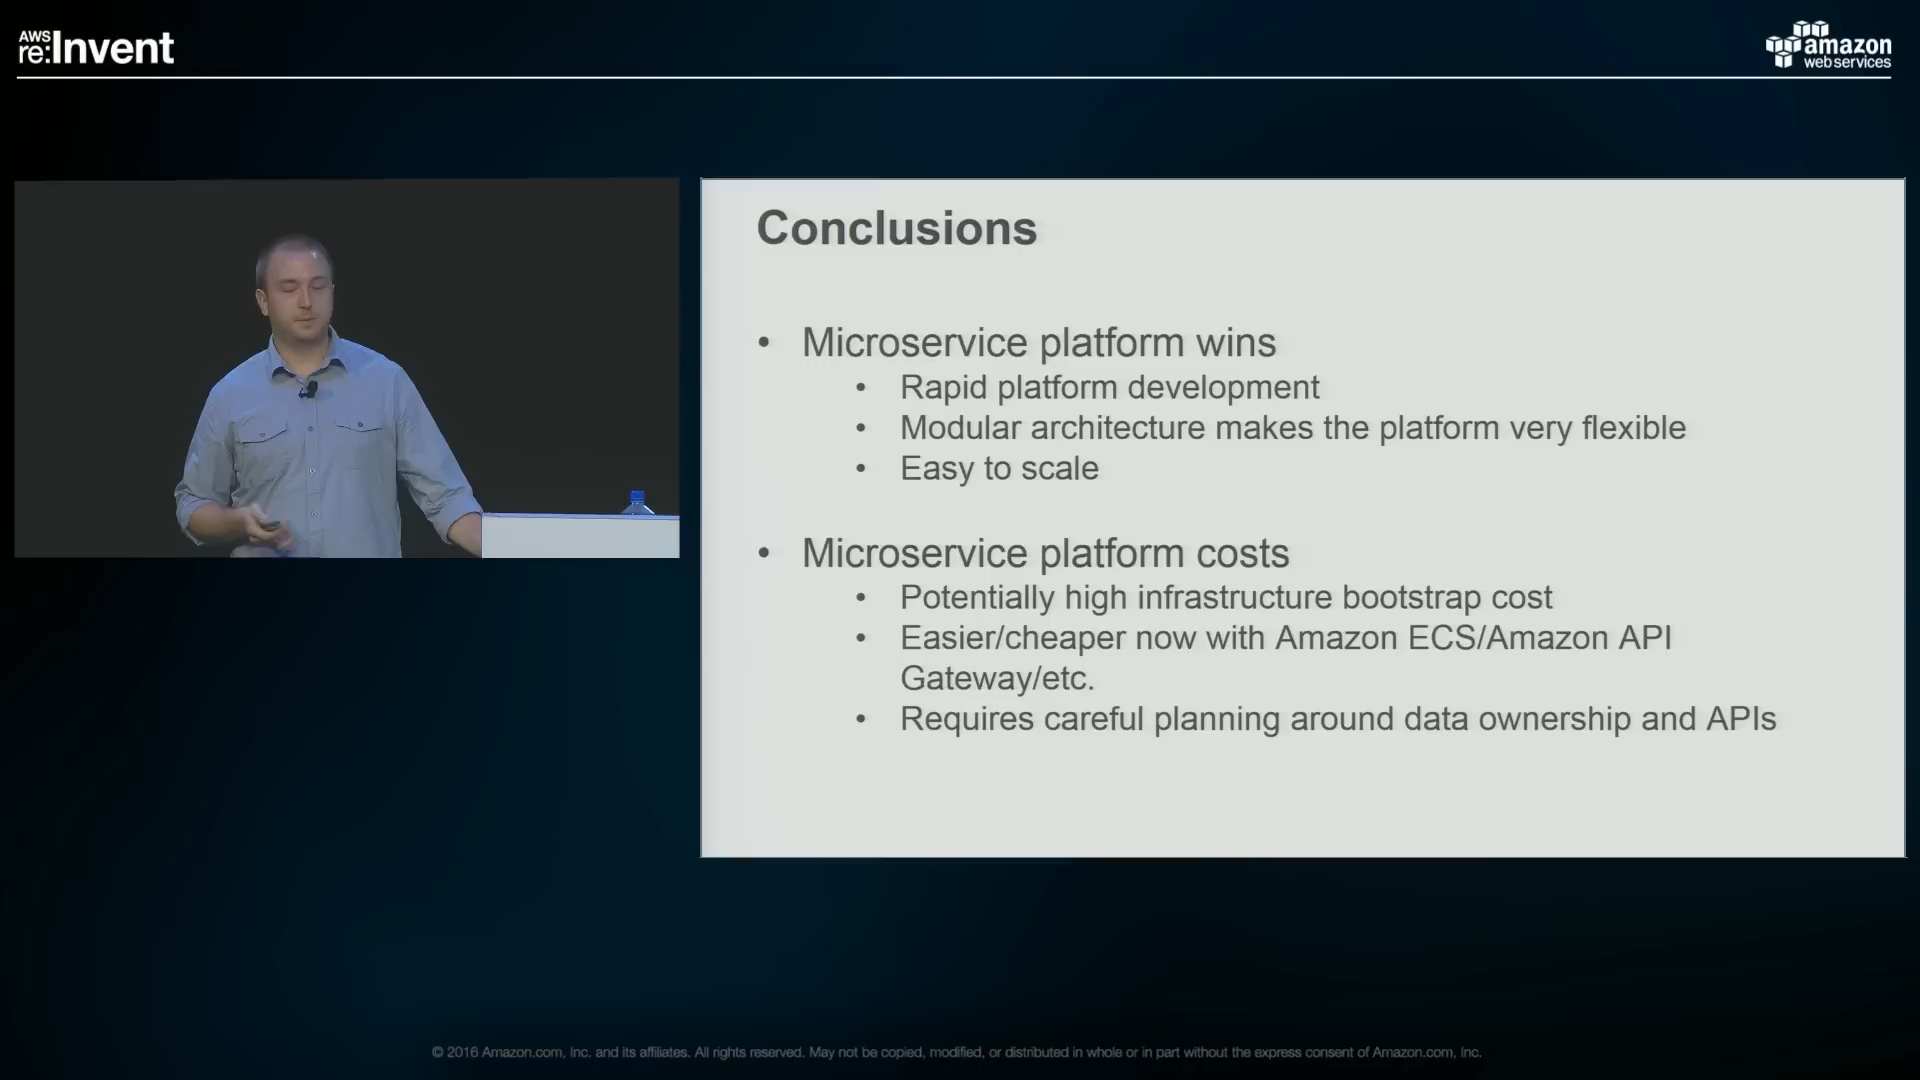 AWS
re:Invent
amazon
web services
Conclusions
• Microservice platform wins
• Rapid platform development
• Modular architecture makes the platform very flexible
• Easy to scale
• Microservice platform costs
• Potentially high infrastructure bootstrap cost
• Easier/cheaper now with Amazon ECS/Amazon API
Gateway/etc.
• Requires careful planning around data ownership and APIs
© 2016 Amazon.com, Inc. and its affiliates. All rights reserved. May not be copied, modified, or distributed in whole or in part without the express consent of Amazon.com, Inc.